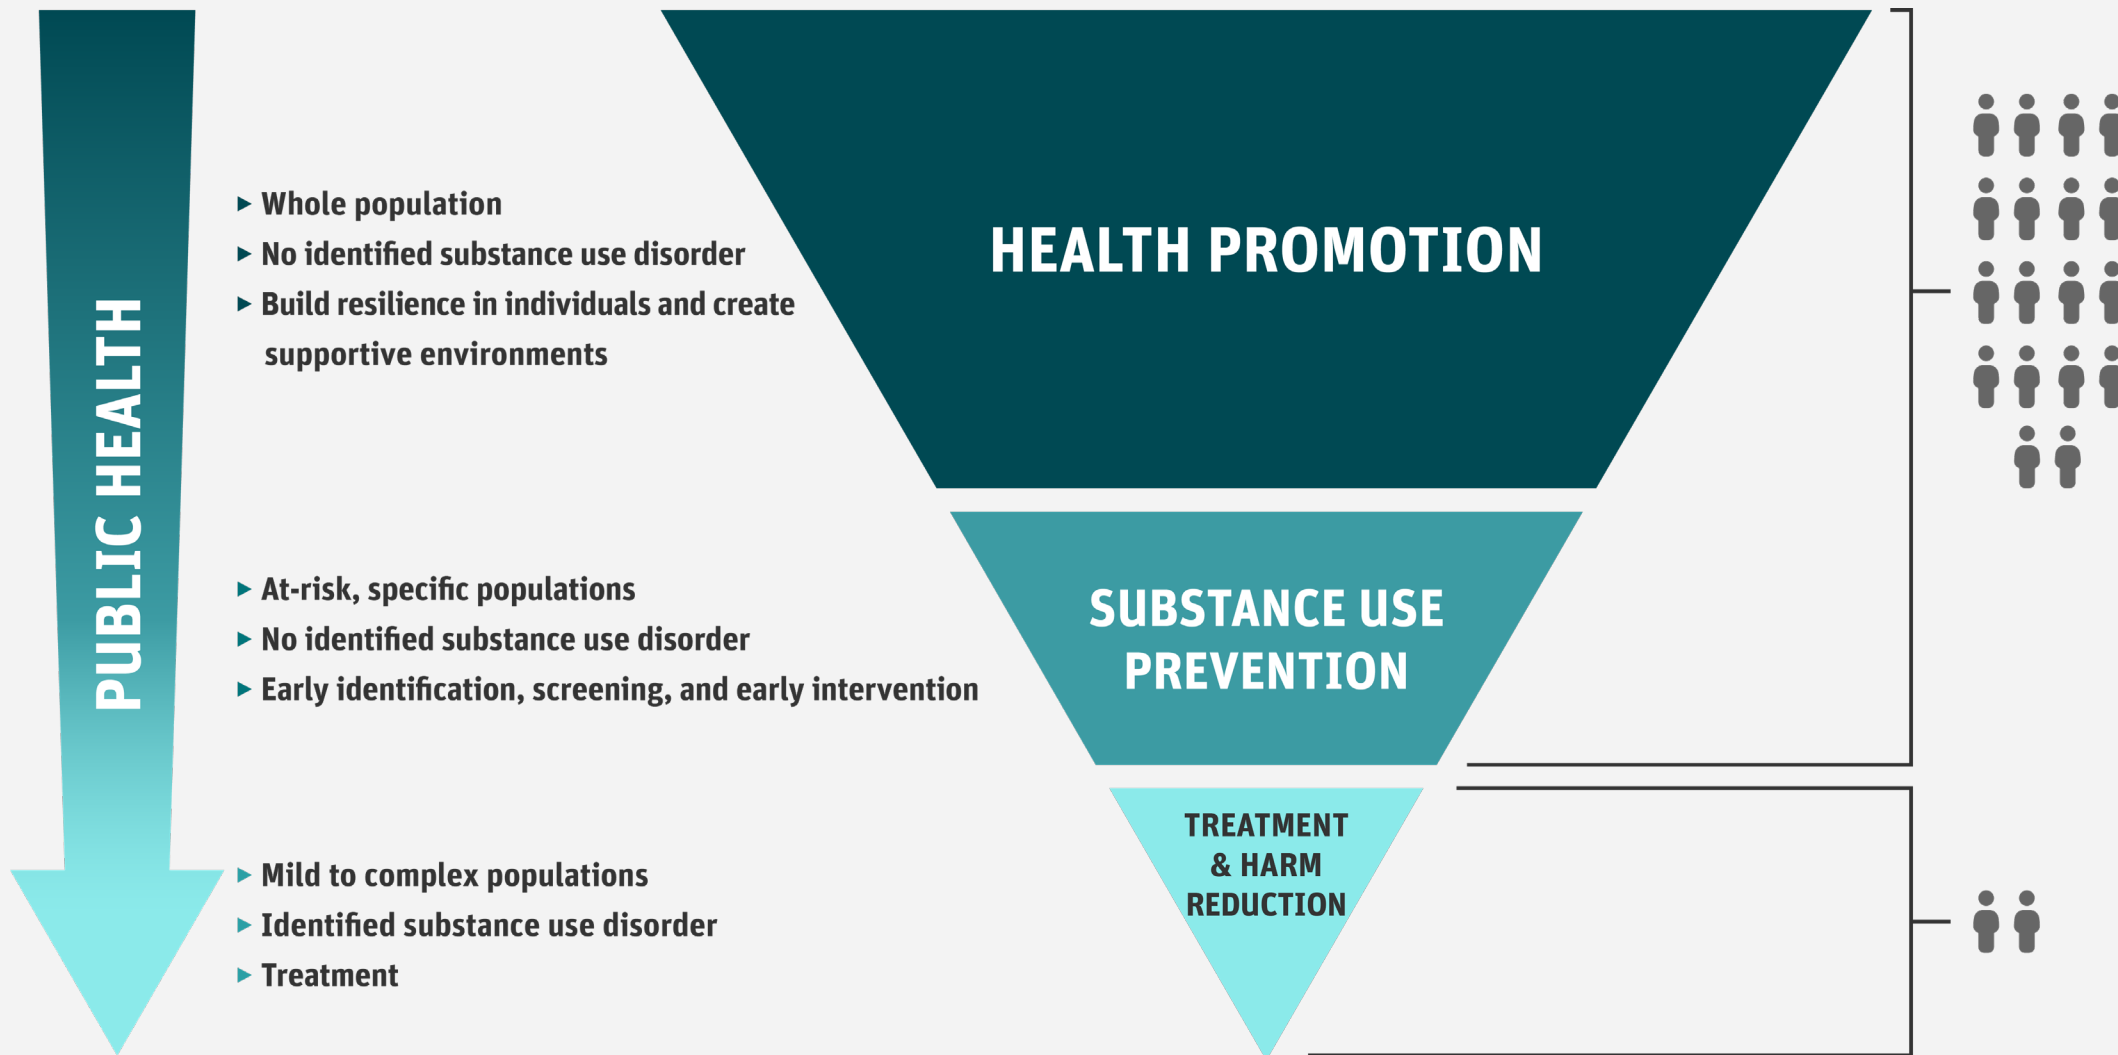 PUBLIC HEALTH
Whole population
No identified substance use disorder
Build resilience in individuals and create
supportive environments
HEALTH PROMOTION
At-risk, specific populations
No identified substance use disorder
Early identification, screening, and early intervention
SUBSTANCE USE
PREVENTION
Mild to complex populations
Identified substance use disorder
Treatment
TREATMENT
& HARM
REDUCTION